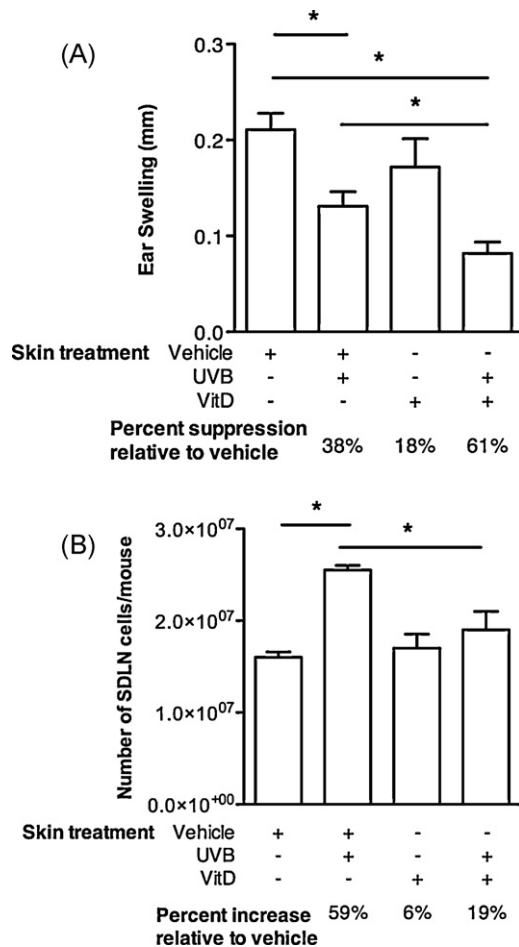 (A)
*
*
*
0.3
0.2
0.1
0.0
Ear Swelling (mm)
Skin treatment Vehicle + + - -
UVB - + - +
VitD - - + +
Percent suppression
relative to vehicle 38% 18% 61%
(B)
*
*
3.0×10⁰⁷
2.0×10⁰⁷
1.0×10⁰⁷
0.0×10⁺⁰⁰
Number of SDLN cells/mouse
Skin treatment Vehicle + + - -
UVB - + - +
VitD - - + +
Percent increase
relative to vehicle 59% 6% 19%